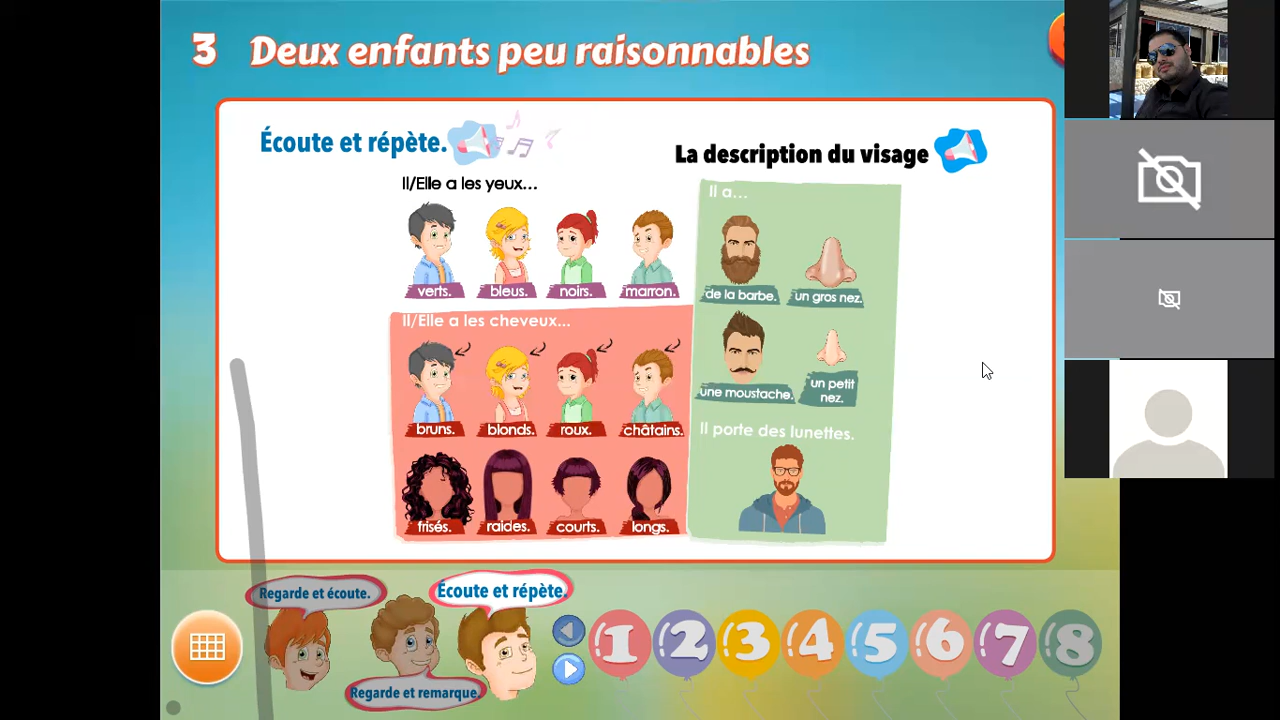 3 Deux enfants peu raisonnables
Écoute et répète.
La description du visage
Il/Elle a les yeux...
verts. bleus. noirs. marron.
Il/Elle a les cheveux...
bruns. blonds. roux. châtains.
frisés. raides. courts. longs.
Il a...
de la barbe. un gros nez.
une moustache. un petit
nez.
Il porte des lunettes.
Regarde et écoute.
Écoute et répète.
Regarde et remarque.
1 2 3 4 5 6 7 8